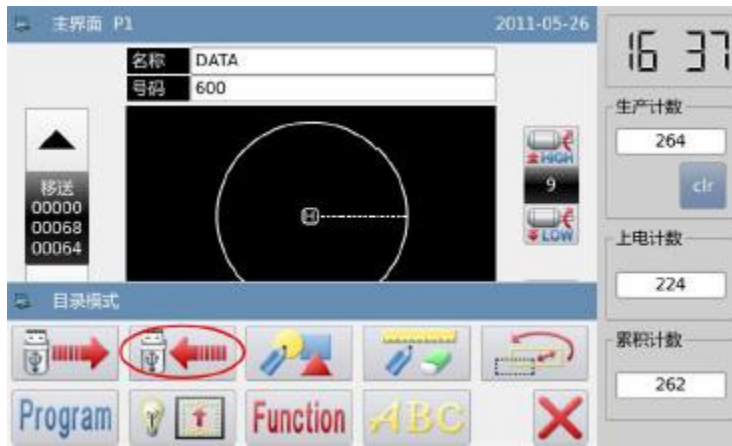 主界面 P1
2011-05-26
16 37
名称 DATA
号码 600
移送
00000
00068
00064
HIGH
9
LOW
生产计数
264
clr
上电计数
224
累积计数
262
目录模式
Program
Function
ABC